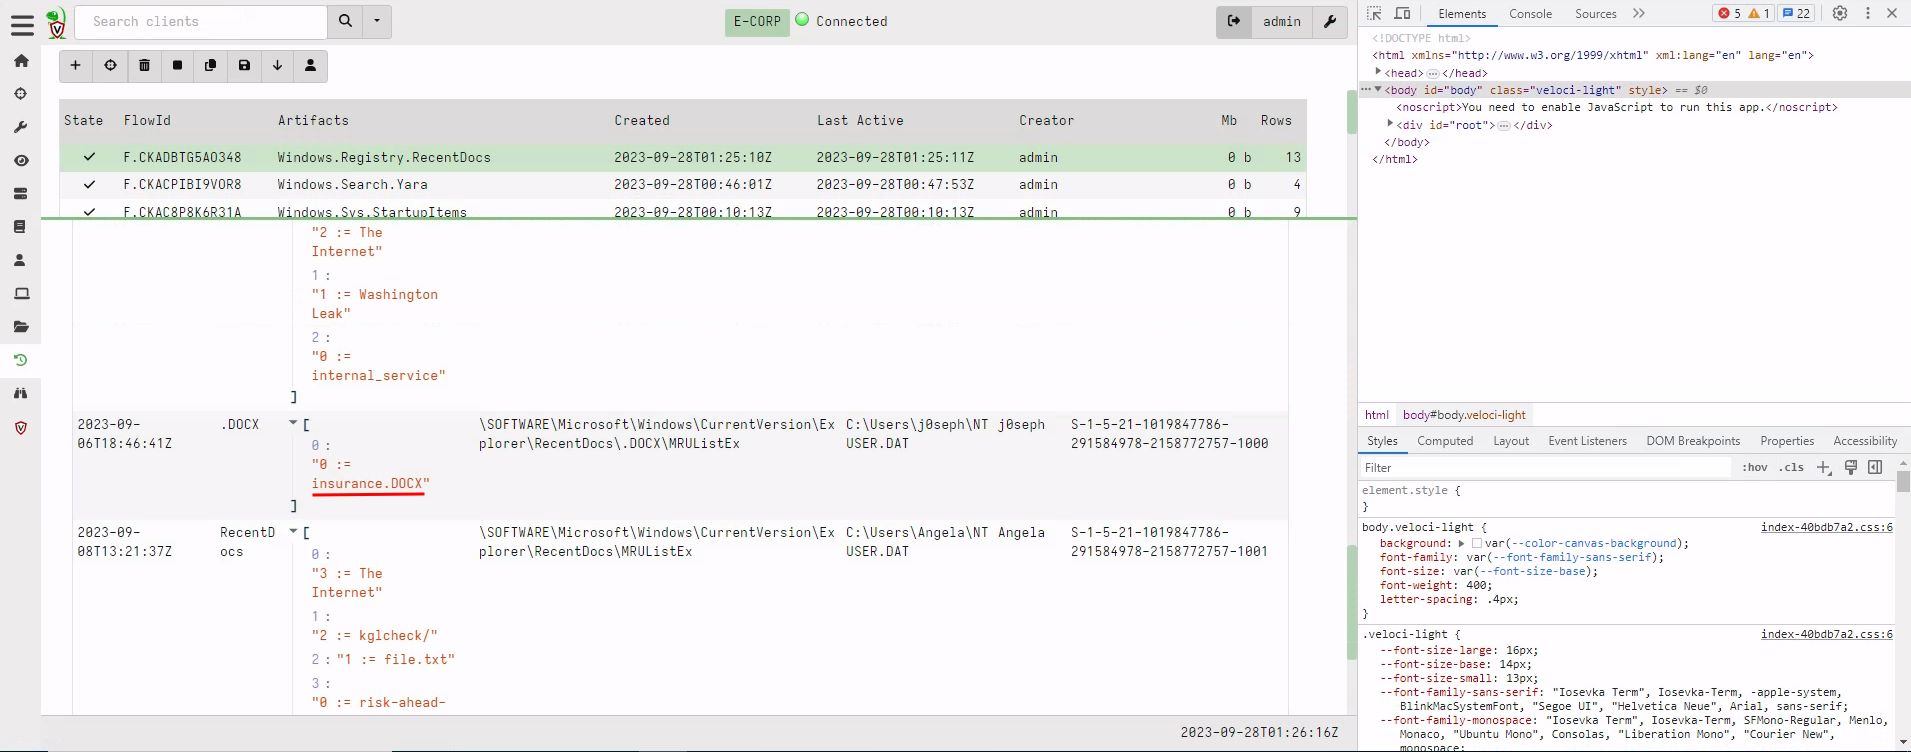 Search clients
E-CORP
Connected
admin
State FlowId Artifacts Created Last Active Creator Mb Rows
F.CKADBTG5AO348 Windows.Registry.RecentDocs 2023-09-28T01:25:10Z 2023-09-28T01:25:11Z admin 0 b 13
F.CKACPIBI9VOR8 Windows.Search.Yara 2023-09-28T00:46:01Z 2023-09-28T00:47:53Z admin 0 b 4
F.CKAC8P8K6R31A Windows.Sys.StartupItems 2023-09-28T00:10:13Z 2023-09-28T00:10:13Z admin 0 b 9
"2 := The
Internet"
1 :
"1 := Washington
Leak"
2 :
"0 :=
internal_service"
]
2023-09- .DOCX [ \SOFTWARE\Microsoft\Windows\CurrentVersion\Ex C:\Users\j0seph\NT j0seph S-1-5-21-1019847786-
06T18:46:41Z 0 : plorer\RecentDocs\.DOCX\MRUListEx USER.DAT 291584978-2158772757-1000
"0 :=
insurance.DOCX"
]
2023-09- RecentD [ \SOFTWARE\Microsoft\Windows\CurrentVersion\Ex C:\Users\Angela\NT Angela S-1-5-21-1019847786-
08T13:21:37Z ocs 0 : plorer\RecentDocs\MRUListEx USER.DAT 291584978-2158772757-1001
"3 := The
Internet"
1 :
"2 := kglcheck/"
2 : "1 := file.txt"
3 :
"0 := risk-ahead-
2023-09-28T01:26:16Z
Elements Console Sources 5 1 22
<!DOCTYPE html>
<html xmlns="http://www.w3.org/1999/xhtml" xml:lang="en" lang="en">
<head> </head>
<body id="body" class="veloci-light" style> == $0
<noscript>You need to enable JavaScript to run this app.</noscript>
<div id="root"> </div>
</body>
</html>
html body#body.veloci-light
Styles Computed Layout Event Listeners DOM Breakpoints Properties Accessibility
Filter :hov .cls
element.style {
}
body.veloci-light { index-40bdb7a2.css:6
background: var(--color-canvas-background);
font-family: var(--font-family-sans-serif);
font-size: var(--font-size-base);
font-weight: 400;
letter-spacing: .4px;
}
.veloci-light { index-40bdb7a2.css:6
--font-size-large: 16px;
--font-size-base: 14px;
--font-size-small: 13px;
--font-family-sans-serif: "Iosevka Term", Iosevka-Term, -apple-system,
BlinkMacSystemFont, "Segoe UI", "Helvetica Neue", Arial, sans-serif;
--font-family-monospace: "Iosevka Term", Iosevka-Term, SFMono-Regular, Menlo,
Monaco, "Ubuntu Mono", Consolas, "Liberation Mono", "Courier New",
monospace;